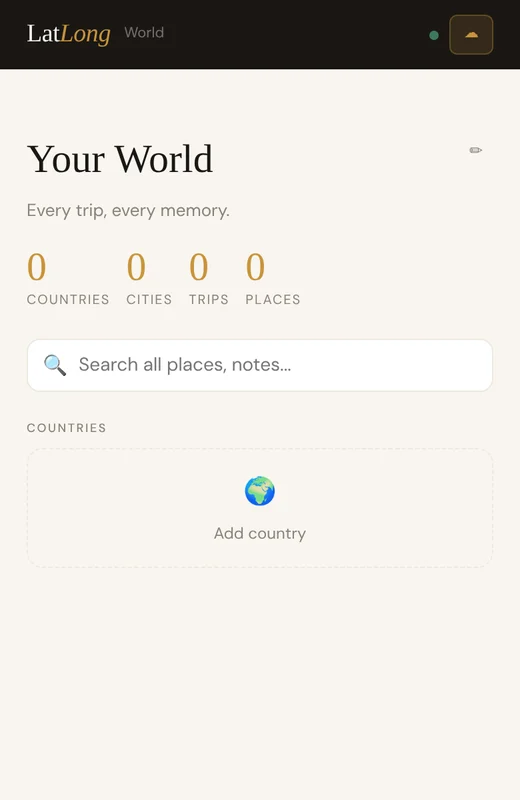 LatLong World
Your World
Every trip, every memory.
0 0 0 0
COUNTRIES CITIES TRIPS PLACES
Search all places, notes...
COUNTRIES
Add country